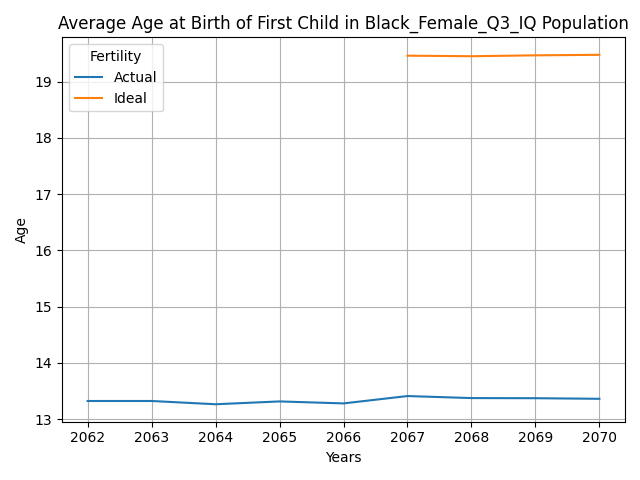 Average Age at Birth of First Child in Black_Female_Q3_IQ Population
Fertility
Actual
Ideal
19
18
17
16
15
14
13
Age
2062 2063 2064 2065 2066 2067 2068 2069 2070
Years